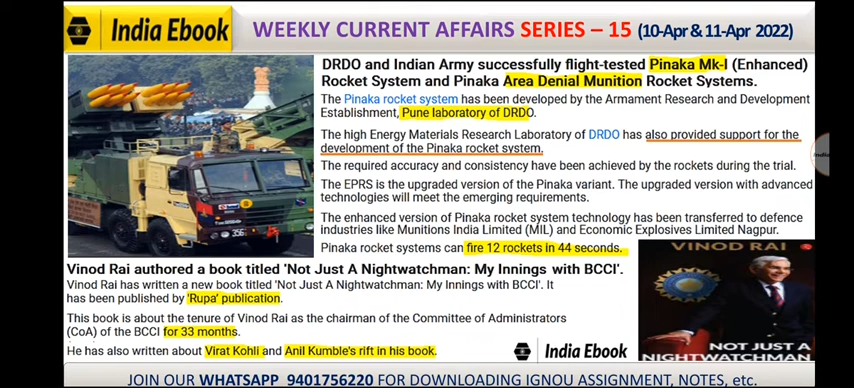 India Ebook WEEKLY CURRENT AFFAIRS SERIES – 15 (10-Apr & 11-Apr 2022)
DRDO and Indian Army successfully flight-tested Pinaka Mk-I (Enhanced)
Rocket System and Pinaka Area Denial Munition Rocket Systems.
The Pinaka rocket system has been developed by the Armament Research and Development
Establishment, Pune laboratory of DRDO.
The high Energy Materials Research Laboratory of DRDO has also provided support for the
development of the Pinaka rocket system.
The required accuracy and consistency have been achieved by the rockets during the trial.
The EPRS is the upgraded version of the Pinaka variant. The upgraded version with advanced
technologies will meet the emerging requirements.
The enhanced version of Pinaka rocket system technology has been transferred to defence
industries like Munitions India Limited (MIL) and Economic Explosives Limited Nagpur.
Pinaka rocket systems can fire 12 rockets in 44 seconds.
356
Vinod Rai authored a book titled 'Not Just A Nightwatchman: My Innings with BCCI'.
Vinod Rai has written a new book titled 'Not Just A Nightwatchman: My Innings with BCCI'. It
has been published by 'Rupa' publication.
This book is about the tenure of Vinod Rai as the chairman of the Committee of Administrators
(CoA) of the BCCI for 33 months.
He has also written about Virat Kohli and Anil Kumble's rift in his book.
India Ebook
VINOD RAI
NOT JUST A
NIGHTWATCHMAN
JOIN OUR WHATSAPP 9401756220 FOR DOWNLOADING IGNOU ASSIGNMENT, NOTES, etc.